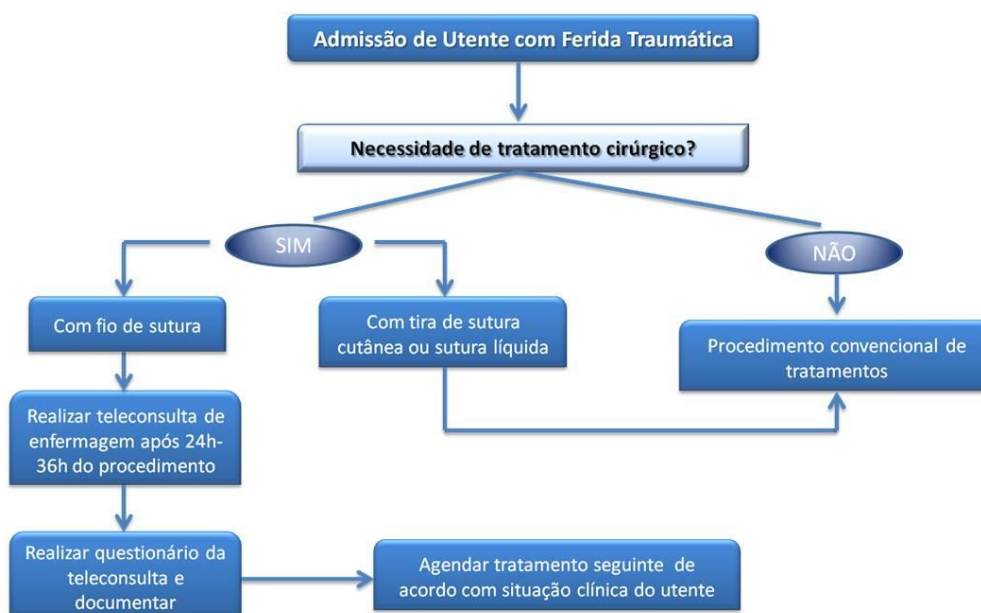 Admissão de Utente com Ferida Traumática
Necessidade de tratamento cirúrgico?
SIM
NÃO
Com fio de sutura
Com tira de sutura
cutânea ou sutura líquida
Procedimento convencional de
tratamentos
Realizar teleconsulta de
enfermagem após 24h-
36h do procedimento
Realizar questionário da
teleconsulta e
documentar
Agendar tratamento seguinte de
acordo com situação clínica do utente